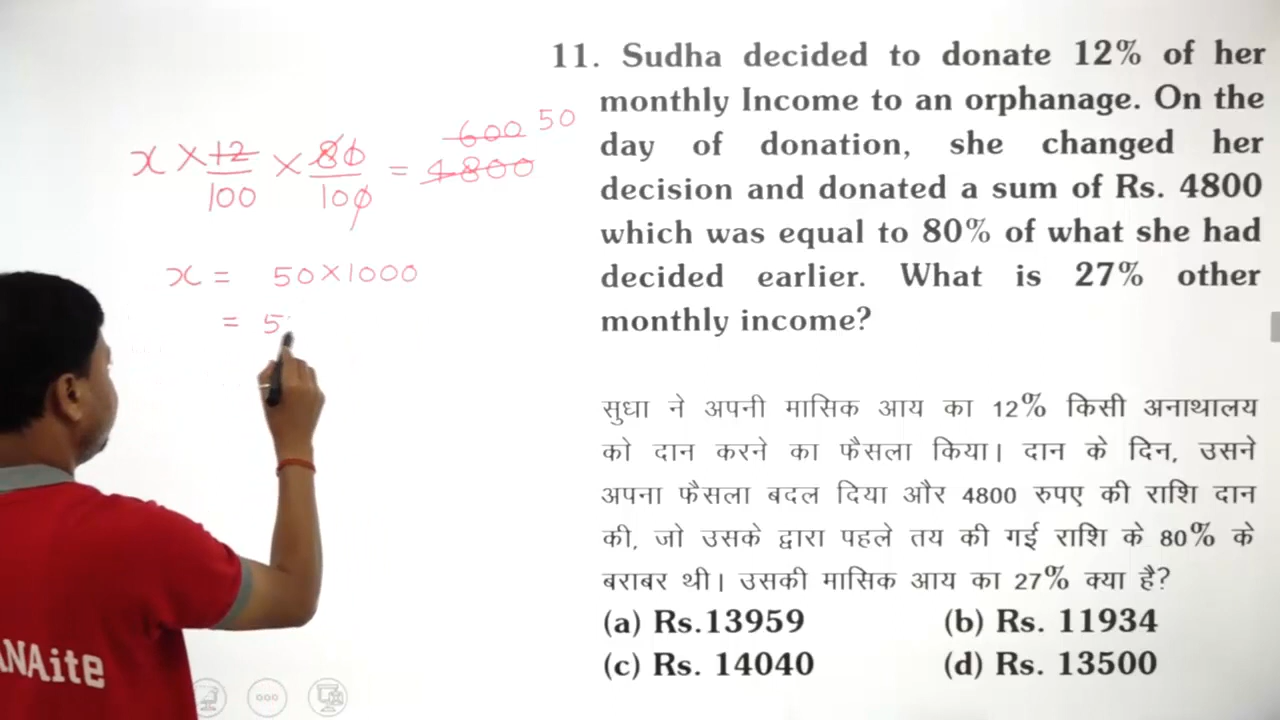 x × 12/100 × 80/100 = 4800 600 50
x = 50×1000
= 5
11. Sudha decided to donate 12% of her
monthly Income to an orphanage. On the
day of donation, she changed her
decision and donated a sum of Rs. 4800
which was equal to 80% of what she had
decided earlier. What is 27% other
monthly income?
सुधा ने अपनी मासिक आय का 12% किसी अनाथालय
को दान करने का फैसला किया। दान के दिन, उसने
अपना फैसला बदल दिया और 4800 रुपए की राशि दान
की, जो उसके द्वारा पहले तय की गई राशि के 80% के
बराबर थी। उसकी मासिक आय का 27% क्या है?
(a) Rs.13959 (b) Rs. 11934
(c) Rs. 14040 (d) Rs. 13500